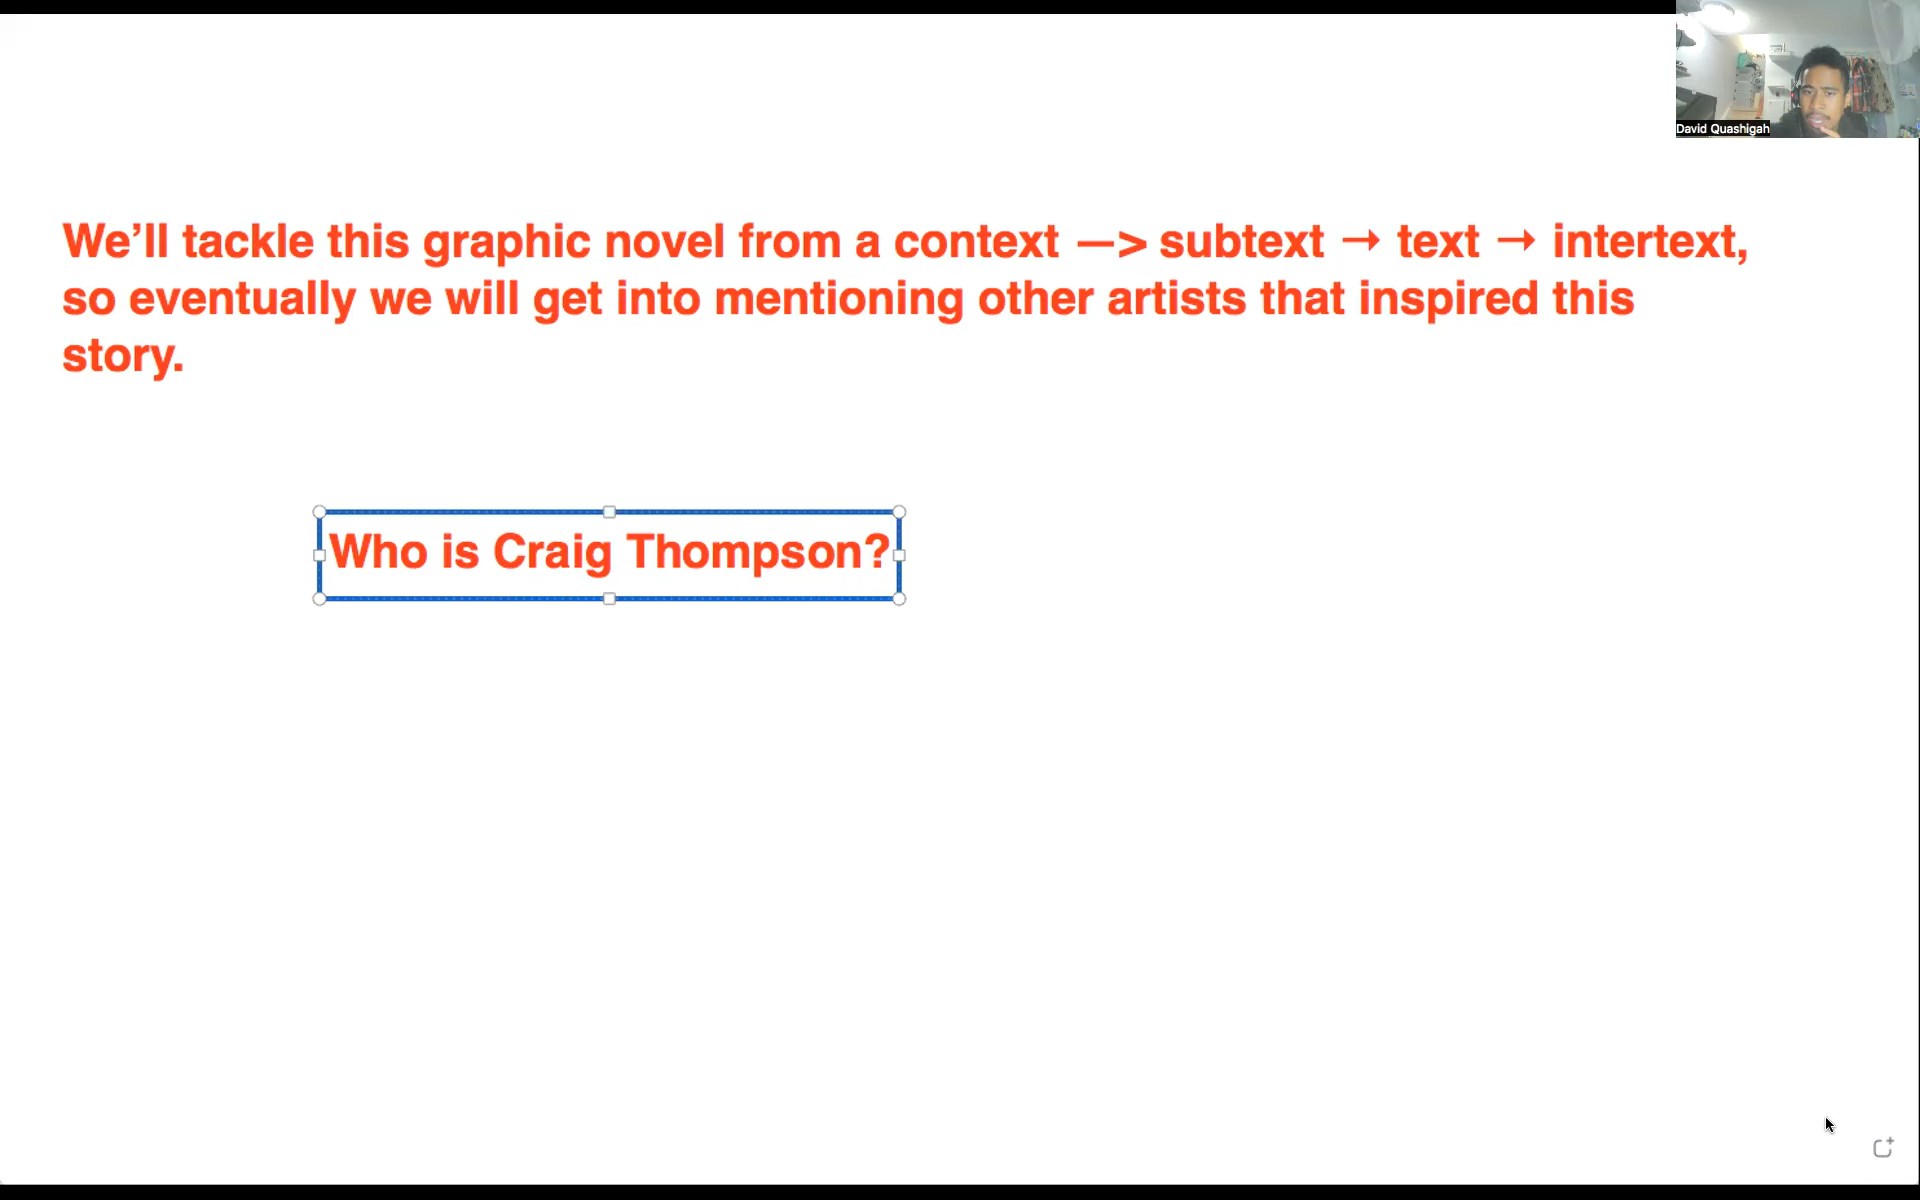 David Quashigah
We’ll tackle this graphic novel from a context —> subtext → text → intertext,
so eventually we will get into mentioning other artists that inspired this
story.
Who is Craig Thompson?